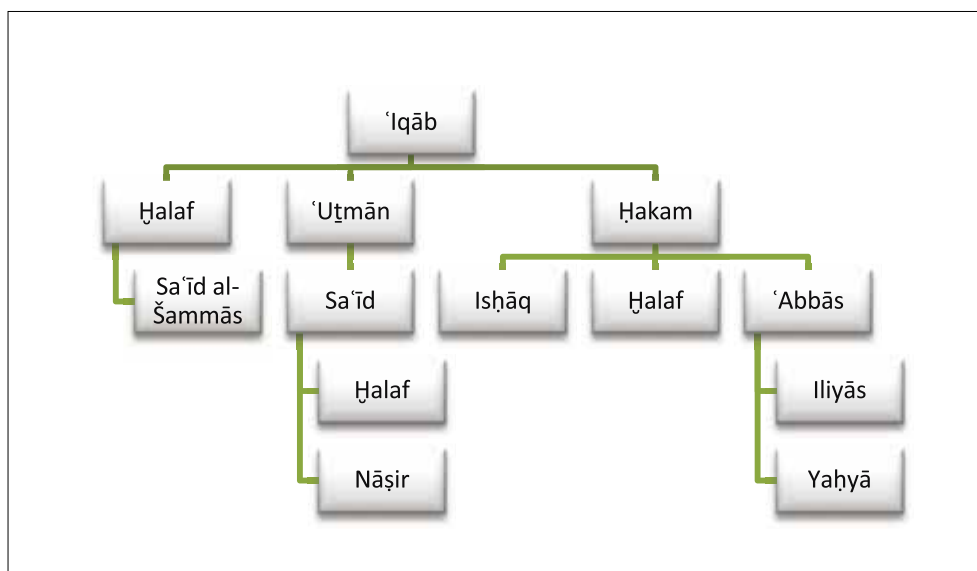 ʿIqāb
Ḫalaf
ʿUṯmān
Ḥakam
Saʿīd al-
Šammās
Saʿīd
Isḥāq
Ḫalaf
ʿAbbās
Ḫalaf
Iliyās
Nāṣir
Yaḥyā